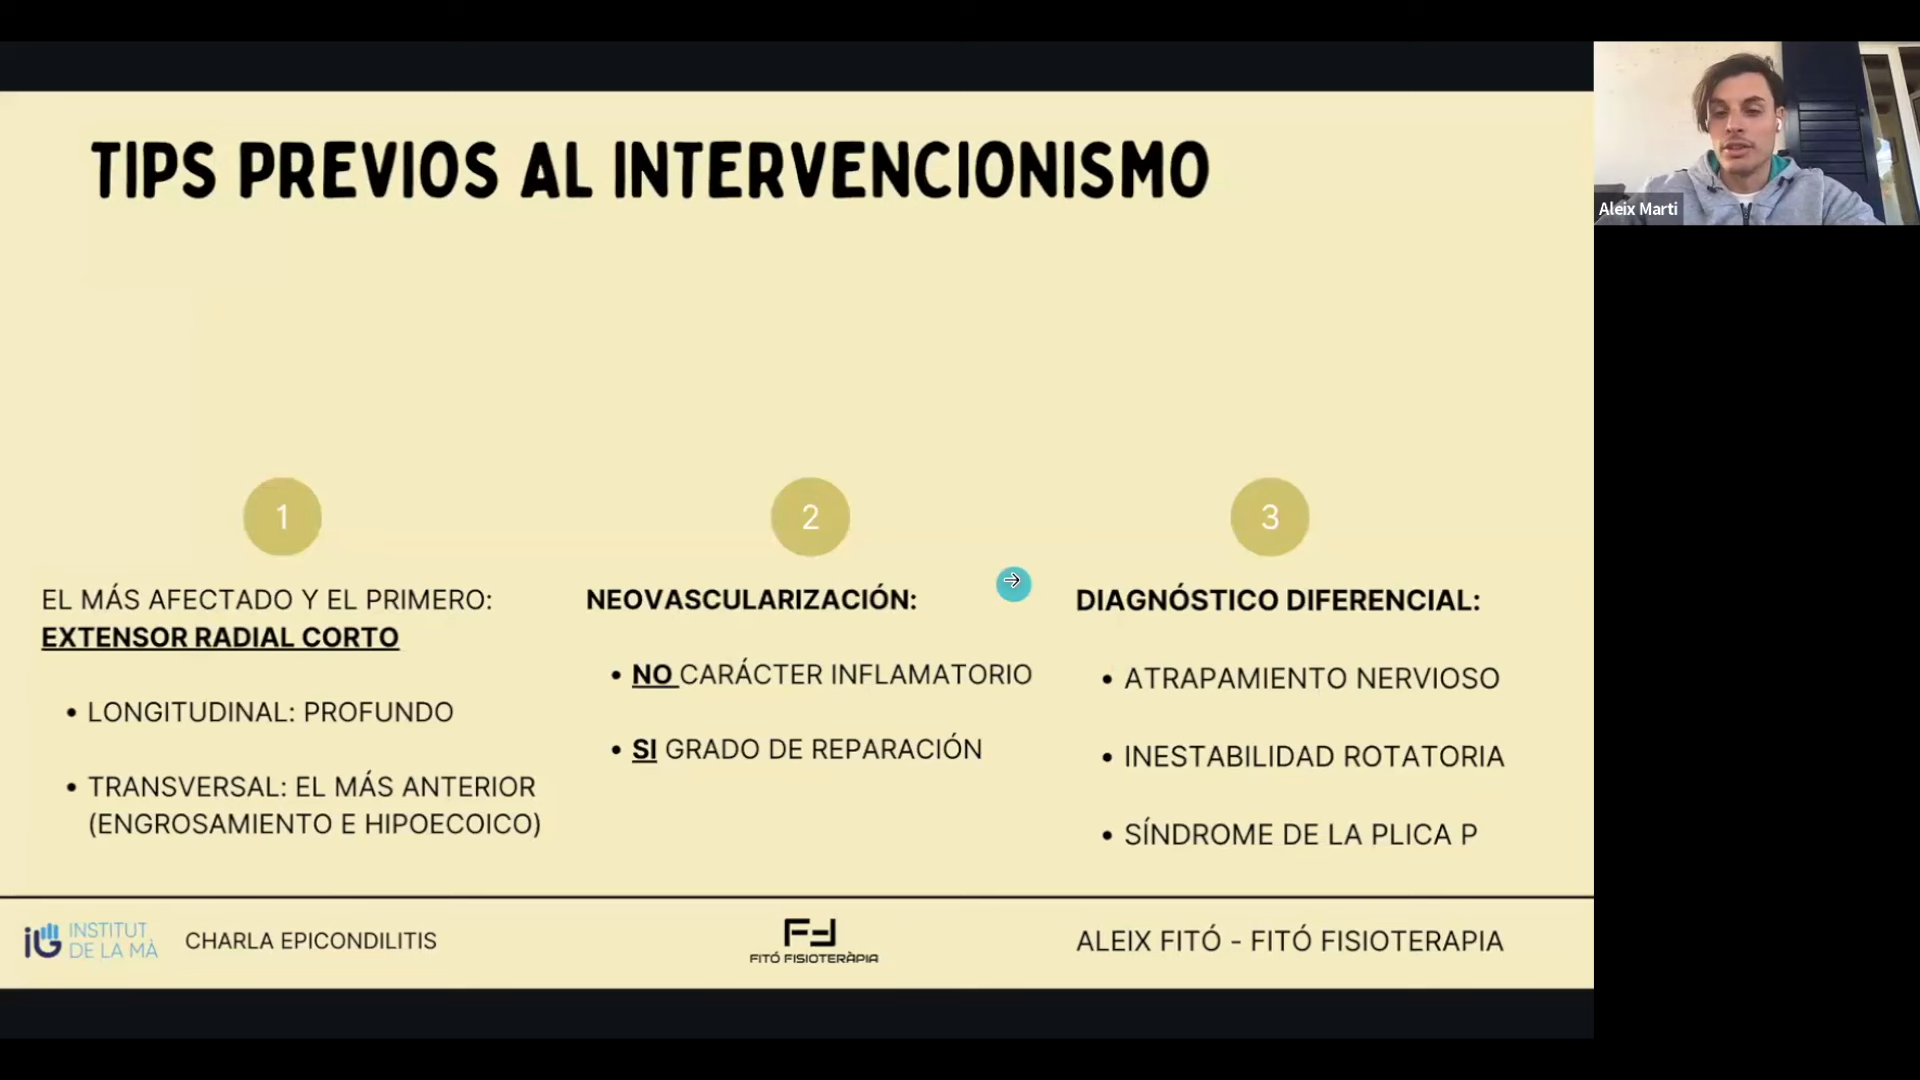 TIPS PREVIOS AL INTERVENCIONISMO
Aleix Marti
1
EL MÁS AFECTADO Y EL PRIMERO:
EXTENSOR RADIAL CORTO
• LONGITUDINAL: PROFUNDO
• TRANSVERSAL: EL MÁS ANTERIOR
(ENGROSAMIENTO E HIPOECOICO)
2
NEOVASCULARIZACIÓN:
• NO CARÁCTER INFLAMATORIO
• SI GRADO DE REPARACIÓN
3
DIAGNÓSTICO DIFERENCIAL:
• ATRAPAMIENTO NERVIOSO
• INESTABILIDAD ROTATORIA
• SÍNDROME DE LA PLICA P
INSTITUT
DE LA MÀ
CHARLA EPICONDILITIS
FITÓ FISIOTERÀPIA
ALEIX FITÓ - FITÓ FISIOTERAPIA